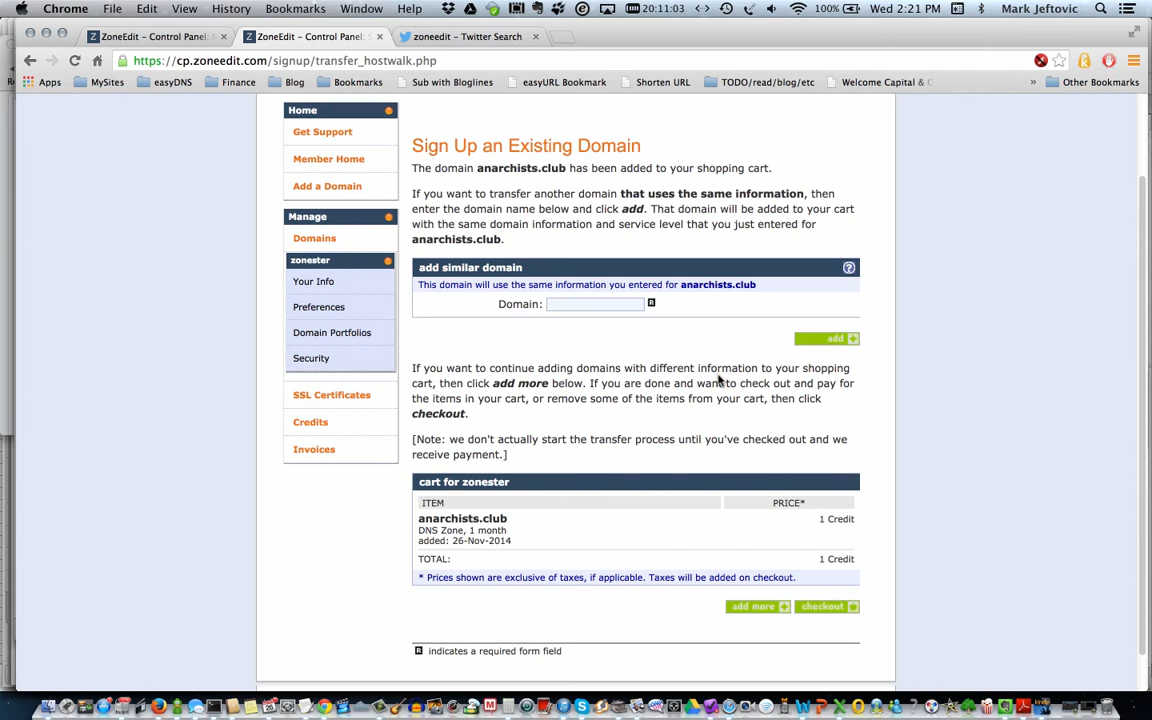 Chrome File Edit View History Bookmarks Window Help 20:11:03 100% Wed 2:21 PM Mark Jeftovic
ZoneEdit – Control Panel: ZoneEdit – Control Panel: S zoneedit – Twitter Search
https://cp.zoneedit.com/signup/transfer_hostwalk.php
Apps MySites easyDNS Finance Blog Bookmarks Sub with Bloglines easyURL Bookmark Shorten URL TODO/read/blog/etc Welcome Capital & » Other Bookmarks
Home
Get Support
Member Home
Add a Domain
Manage
Domains
zonester
Your Info
Preferences
Domain Portfolios
Security
SSL Certificates
Credits
Invoices
Sign Up an Existing Domain
The domain anarchists.club has been added to your shopping cart.
If you want to transfer another domain that uses the same information, then
enter the domain name below and click add. That domain will be added to your cart
with the same domain information and service level that you just entered for
anarchists.club.
add similar domain ?
This domain will use the same information you entered for anarchists.club
Domain: R
add +
If you want to continue adding domains with different information to your shopping
cart, then click add more below. If you are done and want to check out and pay for
the items in your cart, or remove some of the items from your cart, then click
checkout.
[Note: we don't actually start the transfer process until you've checked out and we
receive payment.]
cart for zonester
ITEM PRICE*
anarchists.club 1 Credit
DNS Zone, 1 month
added: 26-Nov-2014
TOTAL: 1 Credit
* Prices shown are exclusive of taxes, if applicable. Taxes will be added on checkout.
add more + checkout
R indicates a required form field